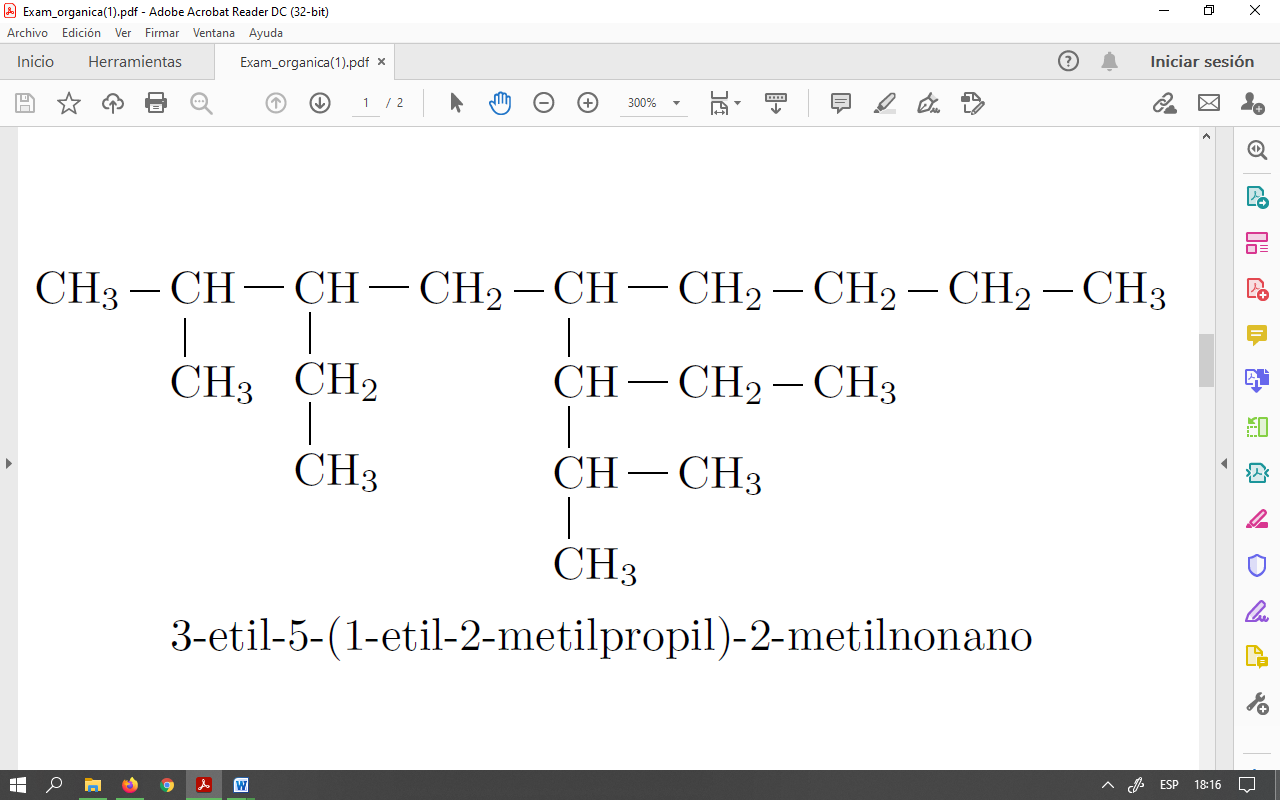 Exam_organica(1).pdf - Adobe Acrobat Reader DC (32-bit)
Archivo Edición Ver Firmar Ventana Ayuda
Inicio Herramientas Exam_organica(1).pdf × Iniciar sesión
1 / 2 300%
CH₃ — CH — CH — CH₂ — CH — CH₂ — CH₂ — CH₂ — CH₃
CH₃ CH₂ CH — CH₂ — CH₃
CH₃ CH — CH₃
CH₃
3-etil-5-(1-etil-2-metilpropil)-2-metilnonano
ESP 18:16